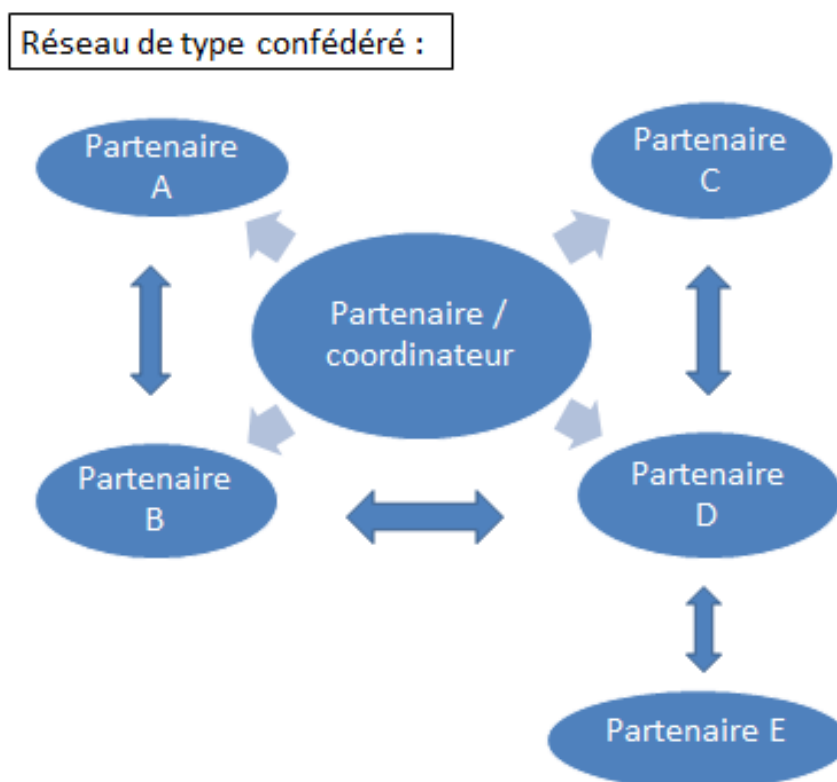 Réseau de type confédéré :
Partenaire
A
Partenaire
C
Partenaire /
coordinateur
Partenaire
B
Partenaire
D
Partenaire E